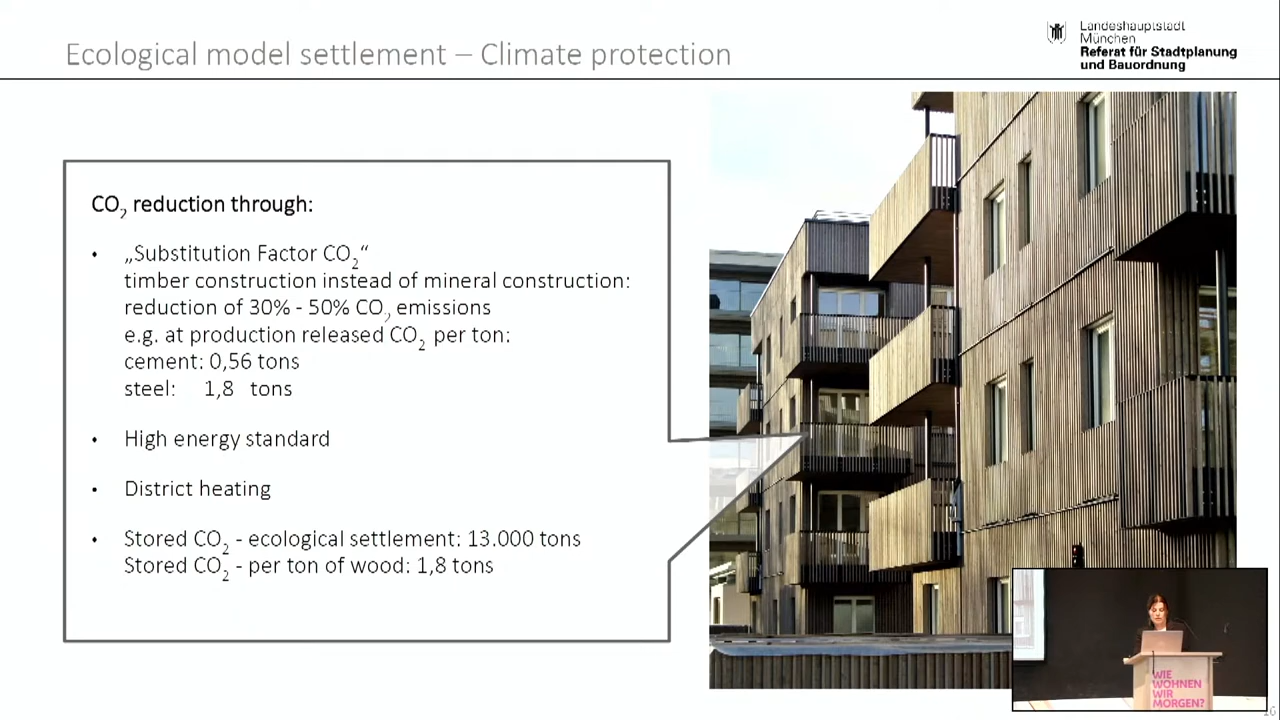 Ecological model settlement – Climate protection
Landeshauptstadt
München
Referat für Stadtplanung
und Bauordnung
CO₂ reduction through:
• „Substitution Factor CO₂“
timber construction instead of mineral construction:
reduction of 30% - 50% CO₂ emissions
e.g. at production released CO₂ per ton:
cement: 0,56 tons
steel: 1,8 tons
• High energy standard
• District heating
• Stored CO₂ - ecological settlement: 13.000 tons
Stored CO₂ - per ton of wood: 1,8 tons
WIE
WOHNEN
WIR
MORGEN?
16